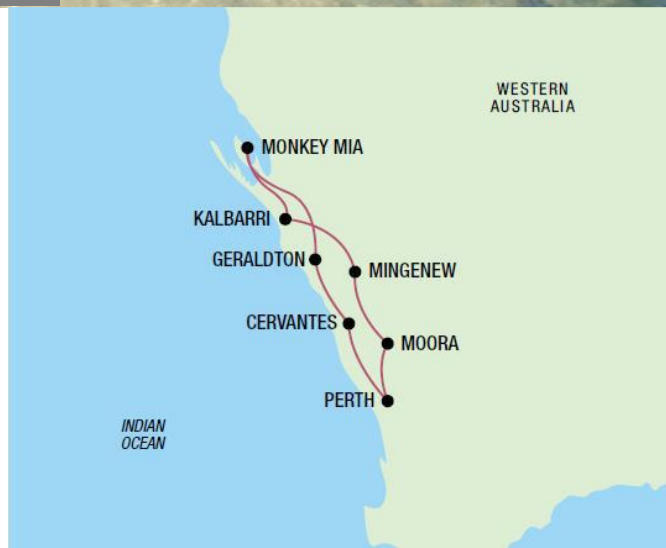 WESTERN
AUSTRALIA
MONKEY MIA
KALBARRI
GERALDTON
MINGENEW
CERVANTES
MOORA
PERTH
INDIAN
OCEAN